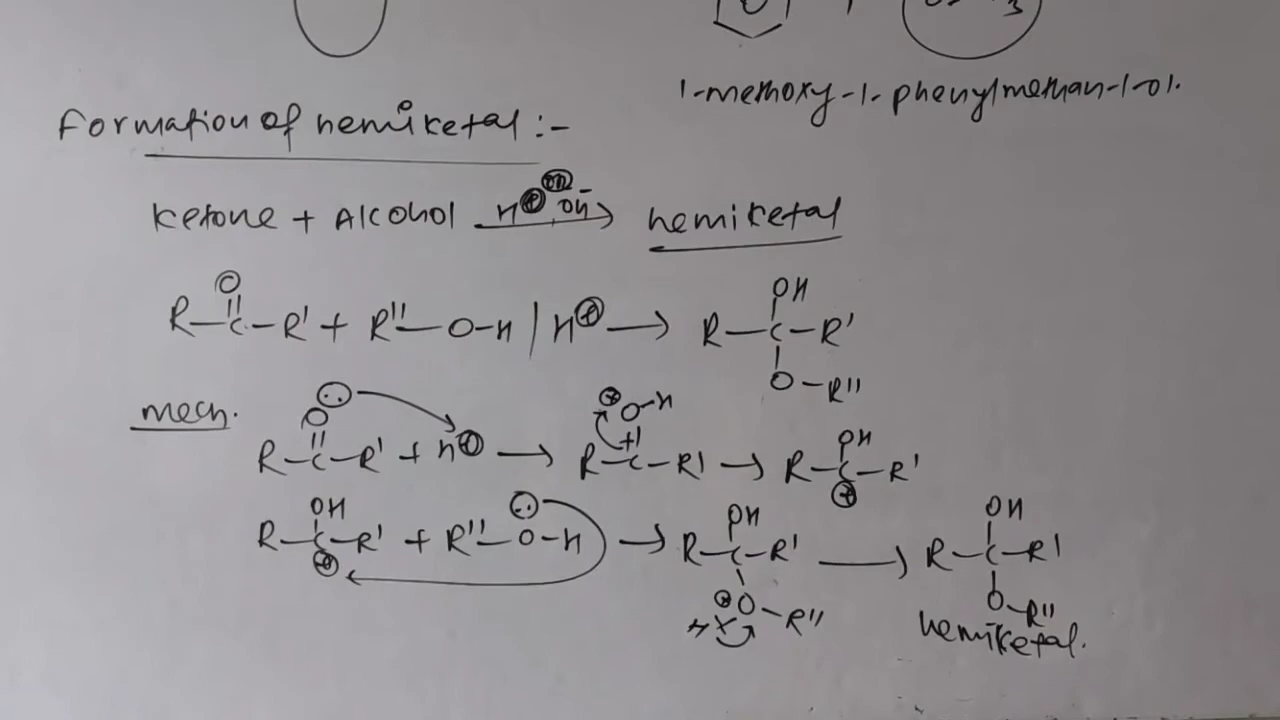 1-methoxy-1-phenylmethan-1-ol.
Formation of hemiketal :-
Ketone + Alcohol H⊕ on OH⁻ → hemiketal
O OH
R-C-R' + R''-O-H / H⊕ → R-C-R'
O-R''
mech. O ⊕O-H OH
R-C-R' + H⊕ → R-C-R' → R-C-R'
⊕
OH OH OH
R-C-R' + R''-O-H → R-C-R' → R-C-R'
⊕ ⊕O-R'' O-R''
H
hemiketal.